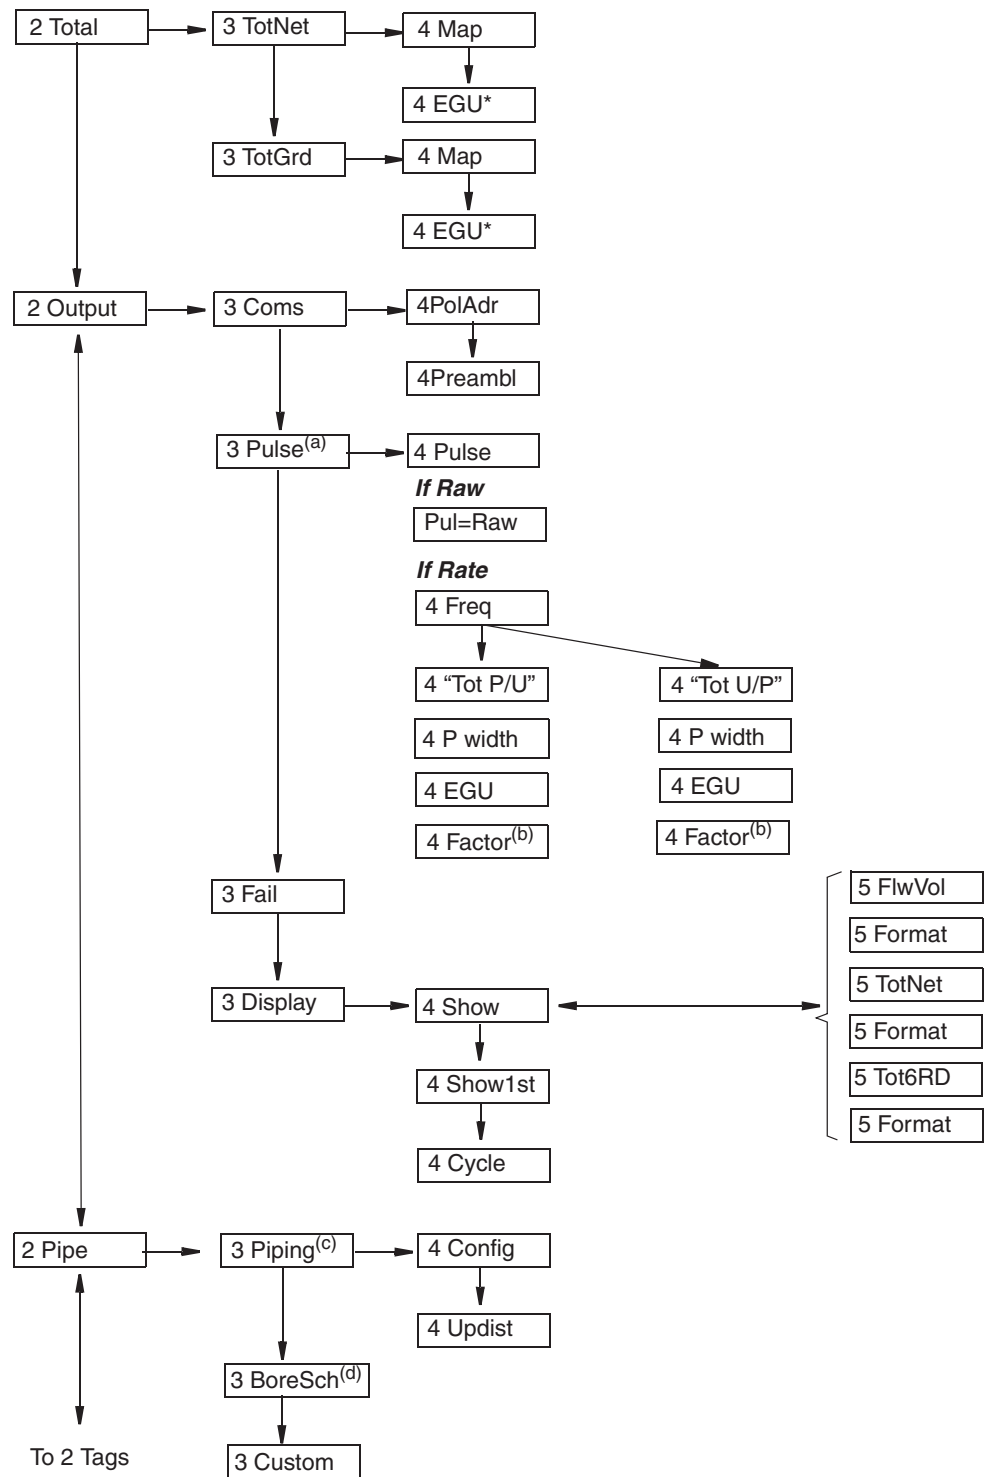 2 Total
3 TotNet
4 Map
4 EGU*
3 TotGrd
4 Map
4 EGU*
2 Output
3 Coms
4PolAdr
4Preambl
3 Pulse(a)
4 Pulse
If Raw
Pul=Raw
If Rate
4 Freq
4 “Tot P/U”
4 “Tot U/P”
4 P width
4 P width
4 EGU
4 EGU
4 Factor(b)
4 Factor(b)
3 Fail
5 FlwVol
5 Format
3 Display
4 Show
5 TotNet
5 Format
4 Show1st
5 Tot6RD
5 Format
4 Cycle
2 Pipe
3 Piping(c)
4 Config
4 Updist
3 BoreSch(d)
To 2 Tags
3 Custom